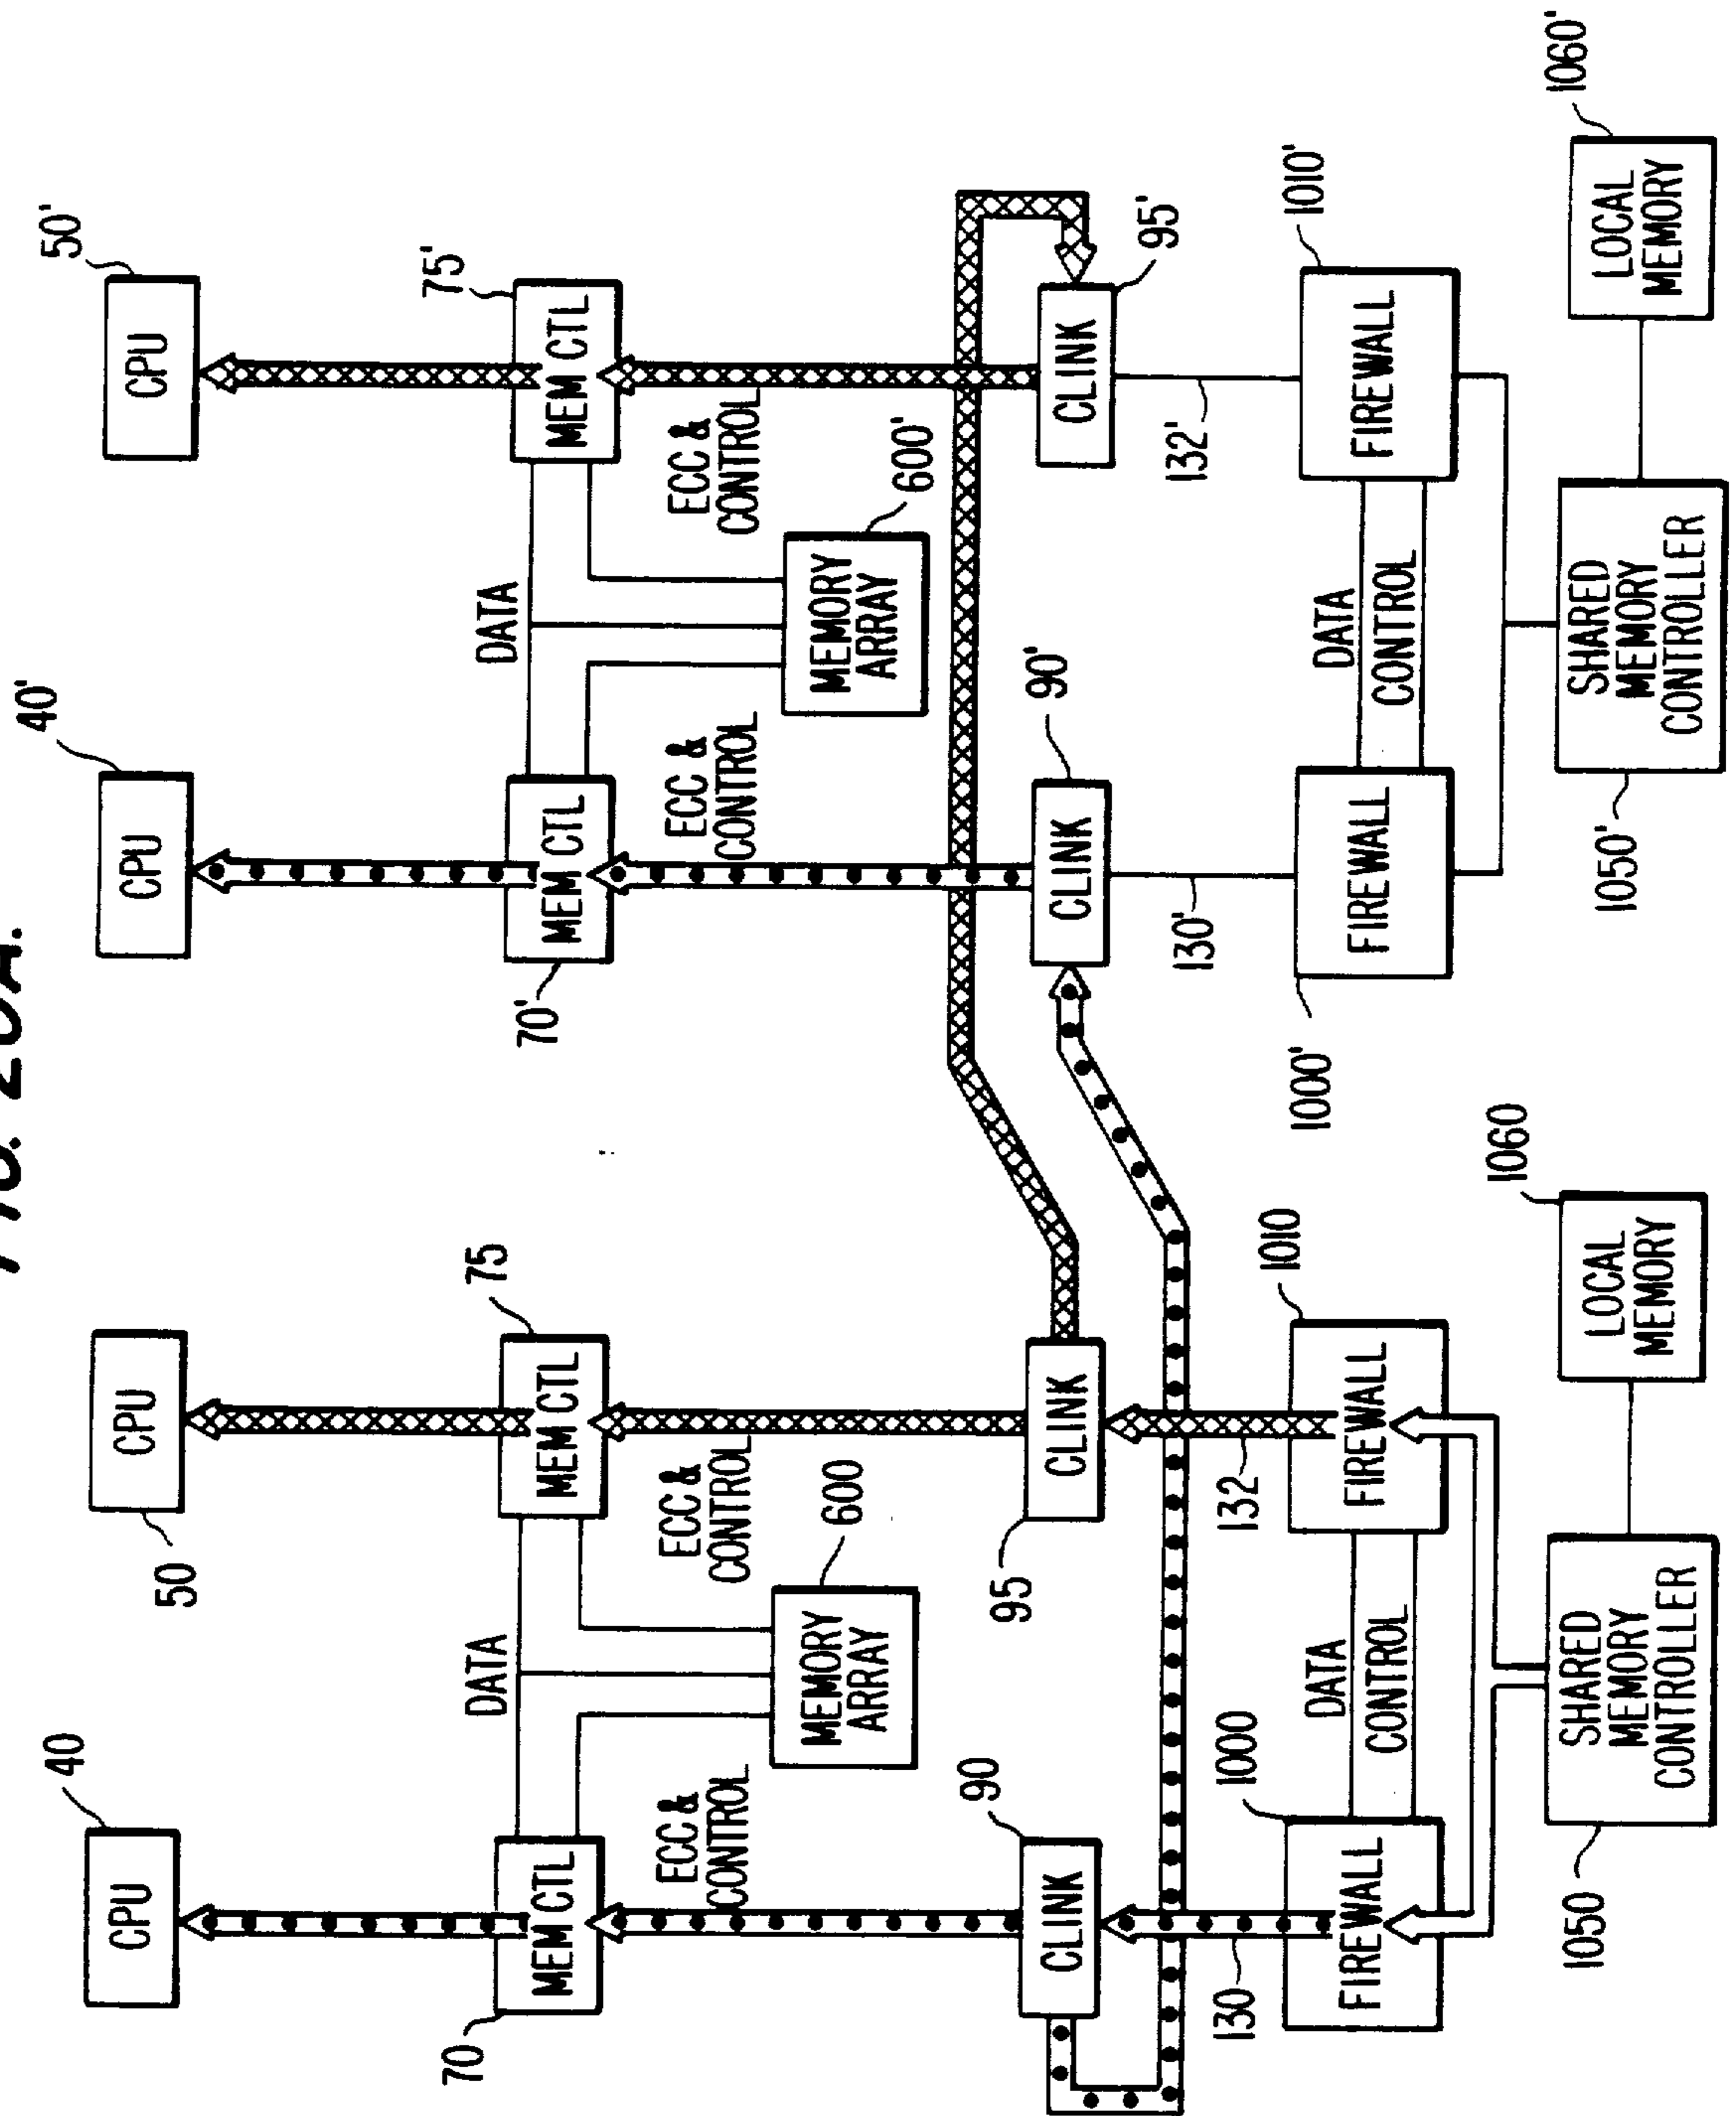 FIG.
40
50
40'
50'
CPU
CPU
CPU
CPU
70
75
70'
75'
MEM CTL
DATA
MEM CTL
MEM CTL
DATA
MEM CTL
ECC &
CONTROL
ECC &
CONTROL
ECC &
CONTROL
ECC &
CONTROL
MEMORY
ARRAY
600
MEMORY
ARRAY
600'
90
95
90'
95'
CLINK
CLINK
CLINK
CLINK
130
132
130'
132'
1000
1010
1000'
1010'
FIREWALL
DATA
CONTROL
FIREWALL
FIREWALL
DATA
CONTROL
FIREWALL
1050
SHARED
MEMORY
CONTROLLER
1060
LOCAL
MEMORY
1050'
SHARED
MEMORY
CONTROLLER
1060'
LOCAL
MEMORY